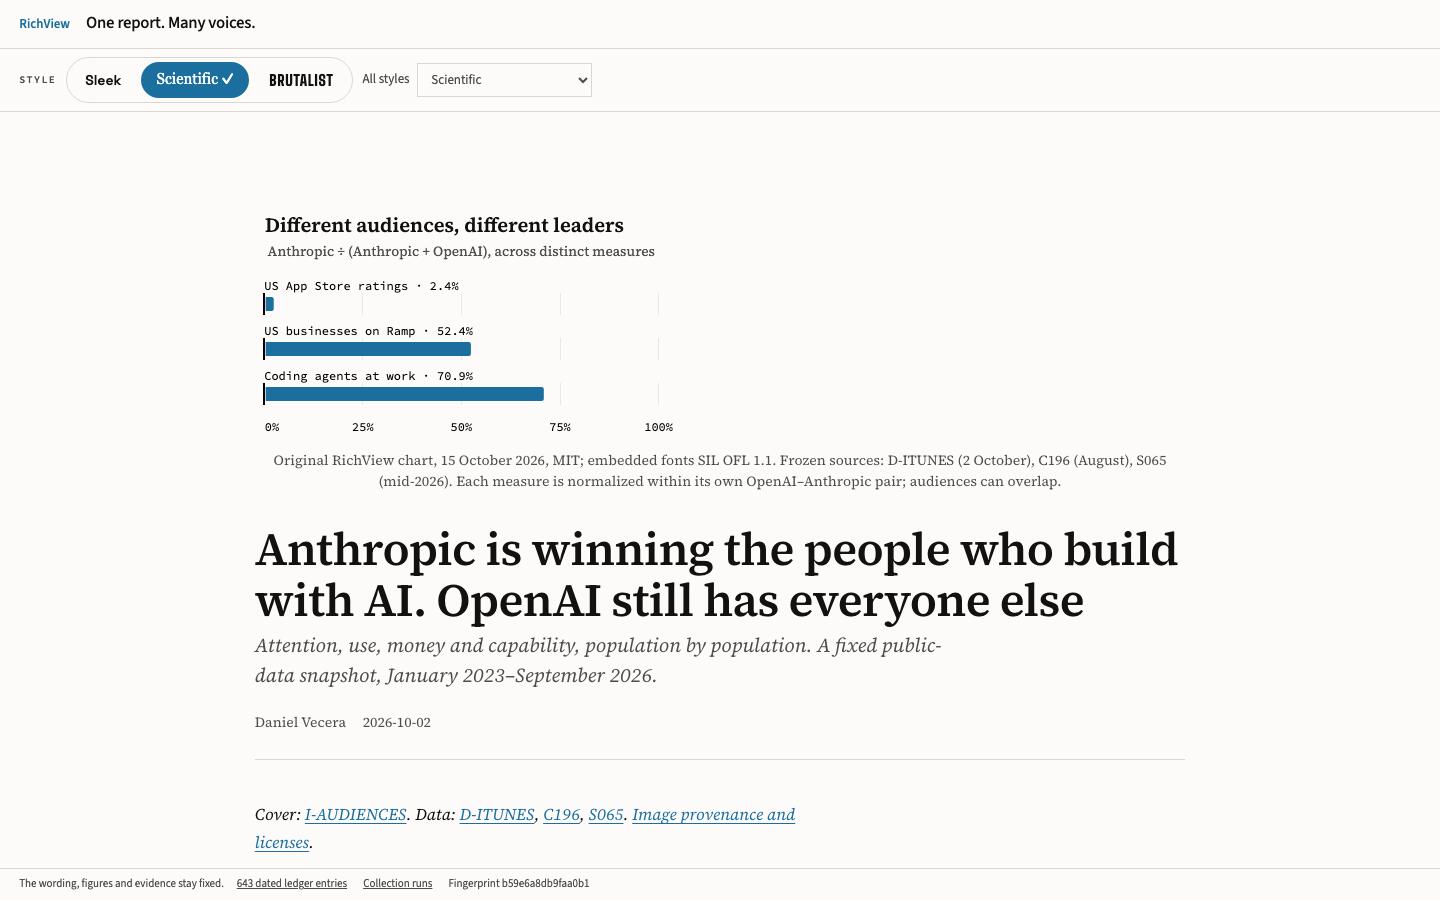 RichView One report. Many voices.
STYLE Sleek Scientific ✓ BRUTALIST All styles Scientific
Different audiences, different leaders
Anthropic ÷ (Anthropic + OpenAI), across distinct measures
US App Store ratings · 2.4%
US businesses on Ramp · 52.4%
Coding agents at work · 70.9%
0% 25% 50% 75% 100%
Original RichView chart, 15 October 2026, MIT; embedded fonts SIL OFL 1.1. Frozen sources: D-ITUNES (2 October), C196 (August), S065
(mid-2026). Each measure is normalized within its own OpenAI–Anthropic pair; audiences can overlap.
Anthropic is winning the people who build
with AI. OpenAI still has everyone else
Attention, use, money and capability, population by population. A fixed public-
data snapshot, January 2023–September 2026.
Daniel Vecera 2026-10-02
Cover: I-AUDIENCES. Data: D-ITUNES, C196, S065. Image provenance and
licenses.
The wording, figures and evidence stay fixed. 643 dated ledger entries Collection runs Fingerprint b59e6a8db9faa0b1